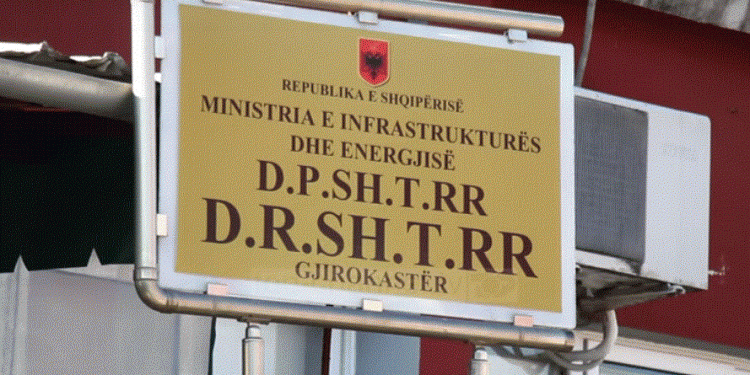 REPUBLIKA E SHQIPËRISË
MINISTRIA E INFRASTRUKTURËS
DHE ENERGJISË
D.P.SH.T.RR
D.R.SH.T.RR
GJIROKASTËR